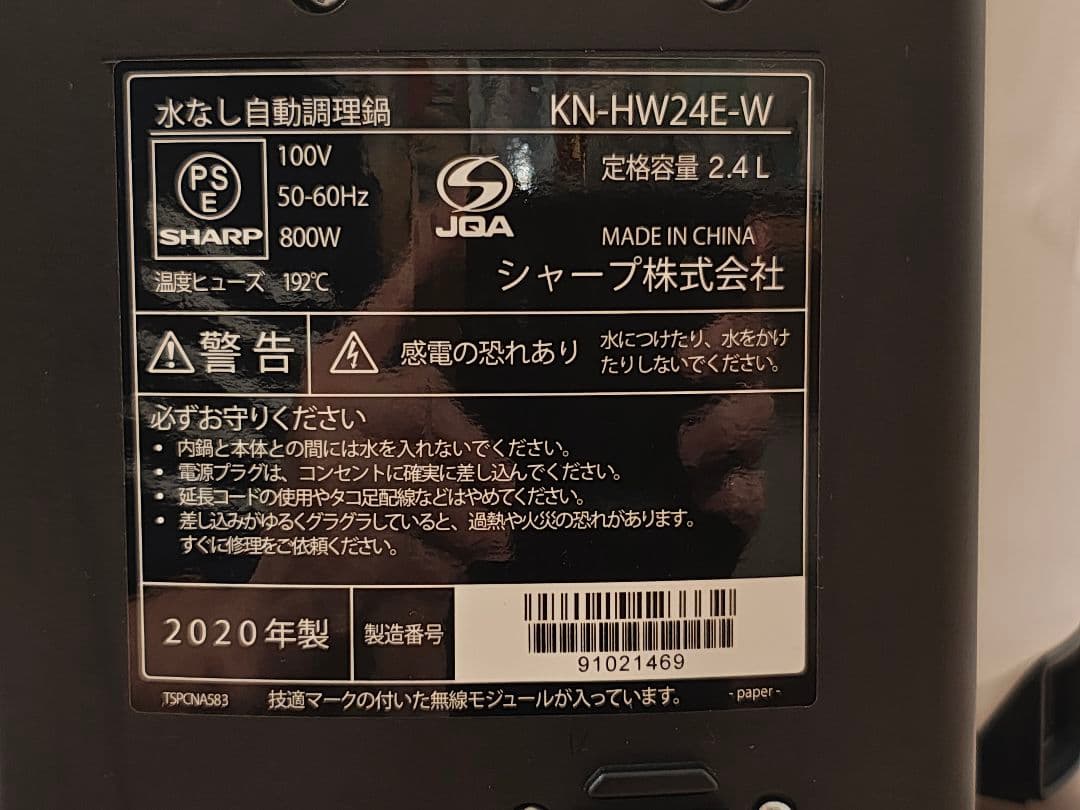 水なし自動調理鍋 KN-HW24E-W
PS
E
SHARP
100V
50-60Hz
800W
JQA
定格容量 2.4 L
MADE IN CHINA
温度ヒューズ 192℃
シャープ株式会社
警告
感電の恐れあり
水につけたり、水をかけ
たりしないでください。
必ずお守りください
• 内鍋と本体との間には水を入れないでください。
• 電源プラグは、コンセントに確実に差し込んでください。
• 延長コードの使用やタコ足配線などはやめてください。
• 差し込みがゆるくグラグラしていると、過熱や火災の恐れがあります。
すぐに修理をご依頼ください。
2020年製
製造番号
91021469
TSPCNA583
技適マークの付いた無線モジュールが入っています。
- paper -